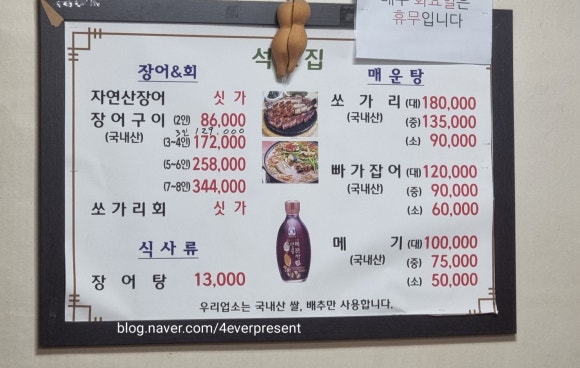 매주 화요일은
휴무입니다
석 집
장어&회
자연산장어 싯가
장어구이 (2인) 86,000
(국내산) 3인 129,000
(3~4인) 172,000
(5~6인) 258,000
(7~8인) 344,000
쏘가리회 싯가
식사류
장어탕 13,000
매운탕
쏘가리 (대) 180,000
(국내산) (중) 135,000
(소) 90,000
빠가잡어 (대) 120,000
(국내산) (중) 90,000
(소) 60,000
메기 (대) 100,000
(국내산) (중) 75,000
(소) 50,000
우리업소는 국내산 쌀, 배추만 사용합니다.
blog.naver.com/4everpresent